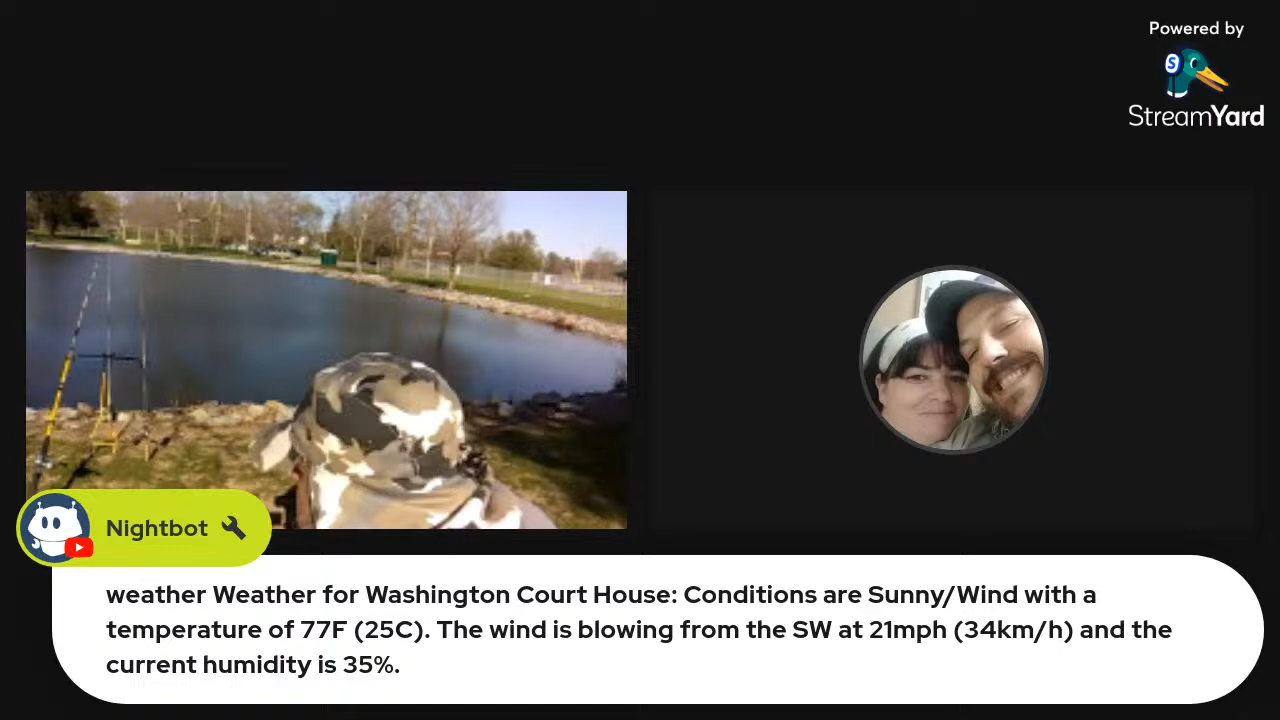 Powered by
S
StreamYard
Nightbot
weather Weather for Washington Court House: Conditions are Sunny/Wind with a
temperature of 77F (25C). The wind is blowing from the SW at 21mph (34km/h) and the
current humidity is 35%.